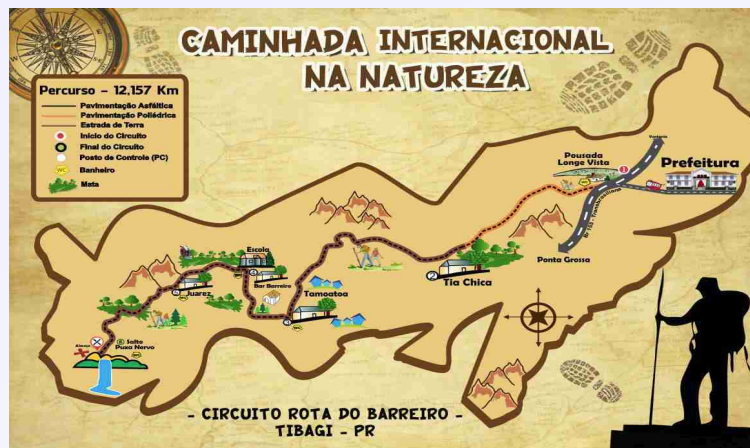 CAMINHADA INTERNACIONAL
NA NATUREZA
Percurso - 12,157 Km
Pavimentação Asfáltica
Pavimentação Poliédrica
Estrada de Terra
Início do Circuito
Final do Circuito
Posto de Controle (PC)
WC Banheiro
Mata
Pousada
Longe Vista
Prefeitura
Ponta Grossa
Escola
Bar Barreiro
Juarez
Tamoatoa
2
Tia Chica
Salto
Puxa Nervo
- CIRCUITO ROTA DO BARREIRO -
TIBAGI - PR